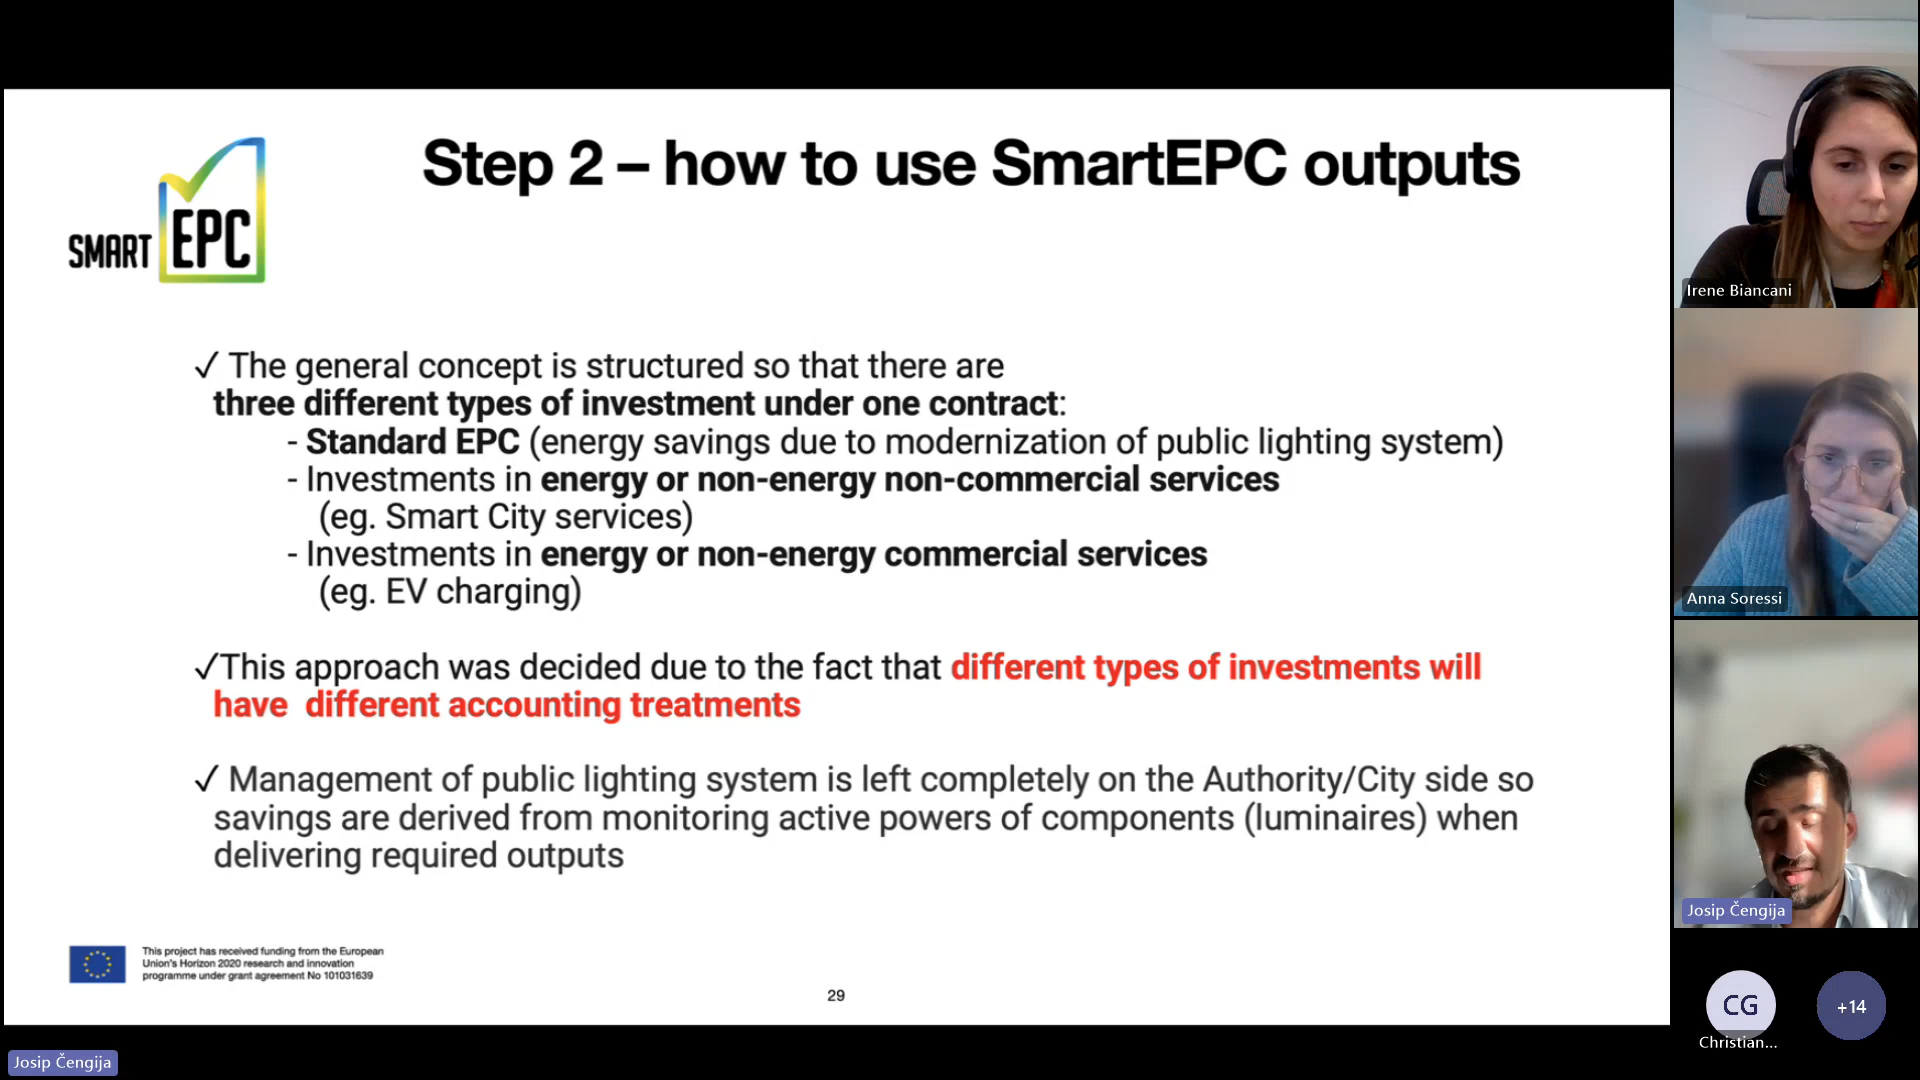 SMART EPC
Step 2 – how to use SmartEPC outputs
✓ The general concept is structured so that there are
three different types of investment under one contract:
- Standard EPC (energy savings due to modernization of public lighting system)
- Investments in energy or non-energy non-commercial services
(eg. Smart City services)
- Investments in energy or non-energy commercial services
(eg. EV charging)
✓This approach was decided due to the fact that different types of investments will
have different accounting treatments
✓ Management of public lighting system is left completely on the Authority/City side so
savings are derived from monitoring active powers of components (luminaires) when
delivering required outputs
This project has received funding from the European
Union's Horizon 2020 research and innovation
programme under grant agreement No 101031639
29
Josip Čengija
Irene Biancani
Anna Soressi
Josip Čengija
CG
Christian...
+14